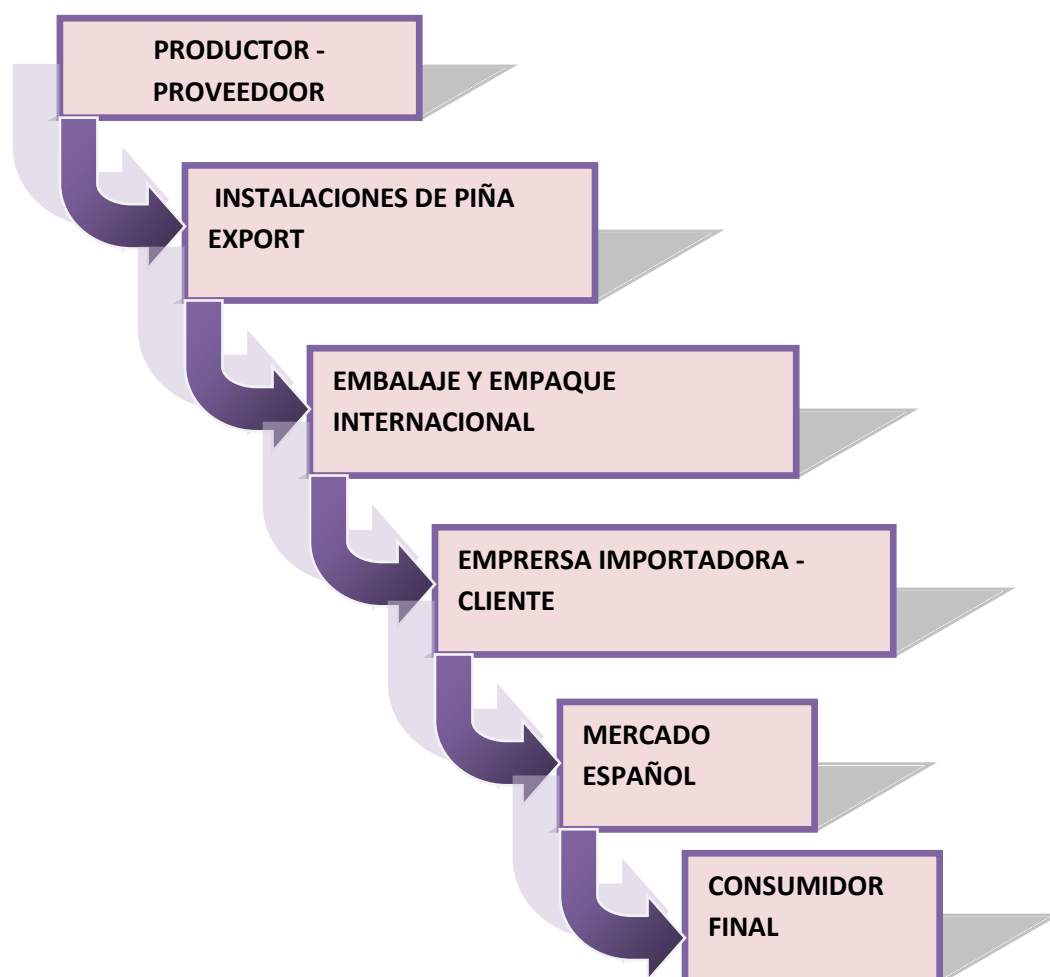 PRODUCTOR -
PROVEEDOOR
INSTALACIONES DE PIÑA
EXPORT
EMBALAJE Y EMPAQUE
INTERNACIONAL
EMPRERSA IMPORTADORA -
CLIENTE
MERCADO
ESPAÑOL
CONSUMIDOR
FINAL